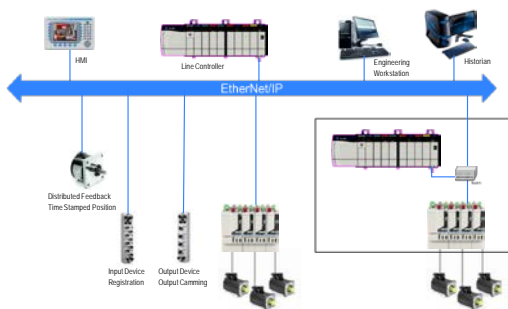 HMI
Line Controller
Engineering
Workstation
Historian
EtherNet/IP
Distributed Feedback
Time Stamped Position
Input Device
Registration
Output Device
Output Camming